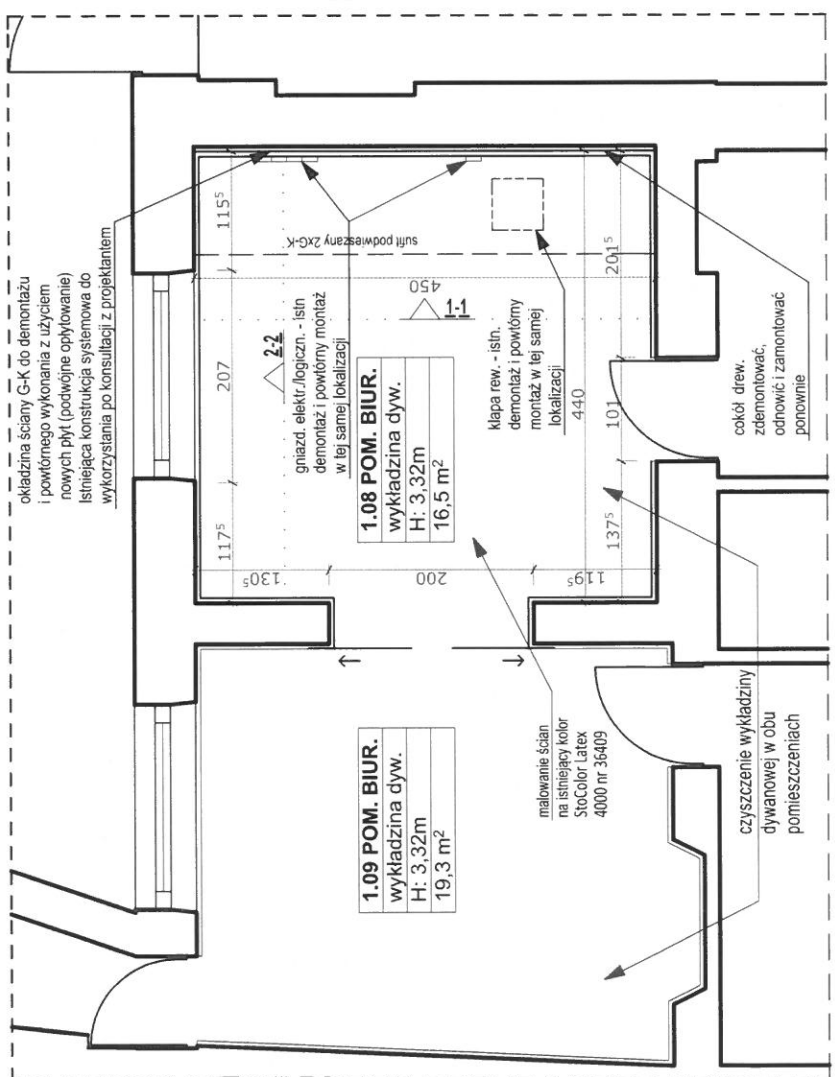 okładzina ściany G-K do demontażu
i powtórnego wykonania z użyciem
nowych płyt (podwójne opłytowanie)
Istniejąca konstrukcja systemowa do
wykorzystania po konsultacji z projektantem
117⁵
207
115⁵
sufit podwieszany 2xG-K
450
2-2
1-1
gniazd. elektr./logiczn. - istn
demontaż i powtórny montaż
w tej samej lokalizacji
klapa rew. - istn.
demontaż i powtórny
montaż w tej samej
lokalizacji
1.08 POM. BIUR.
wykładzina dyw.
H: 3,32m
16,5 m²
440
137⁵
101
201⁵
130⁵
200
119⁵
1.09 POM. BIUR.
wykładzina dyw.
H: 3,32m
19,3 m²
malowanie ścian
na istniejący kolor
StoColor Latex
4000 nr 36409
czyszczenie wykładziny
dywanowej w obu
pomieszczeniach
cokół drew.
zdemontować,
odnowić i zamontować
ponownie